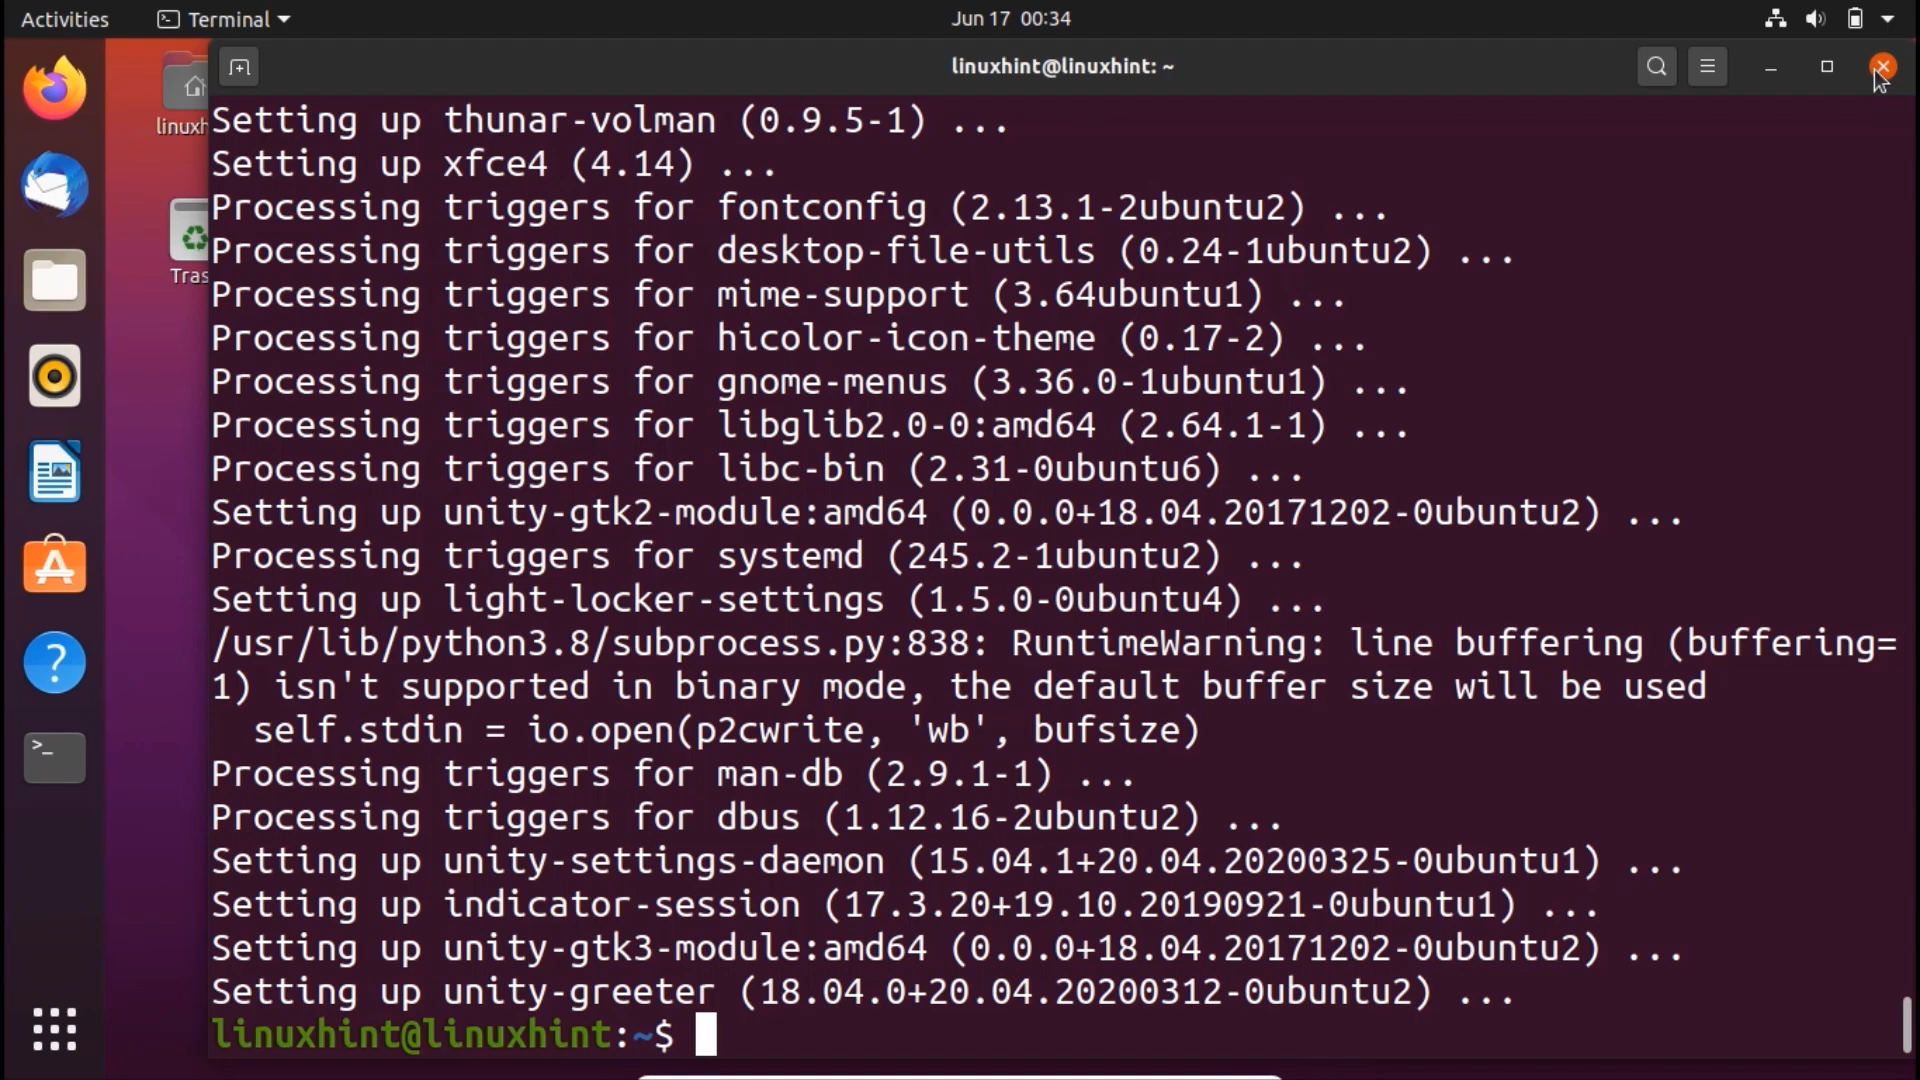 Activities Terminal Jun 17 00:34
linuxhint@linuxhint: ~
linuxh
Tras
Setting up thunar-volman (0.9.5-1) ...
Setting up xfce4 (4.14) ...
Processing triggers for fontconfig (2.13.1-2ubuntu2) ...
Processing triggers for desktop-file-utils (0.24-1ubuntu2) ...
Processing triggers for mime-support (3.64ubuntu1) ...
Processing triggers for hicolor-icon-theme (0.17-2) ...
Processing triggers for gnome-menus (3.36.0-1ubuntu1) ...
Processing triggers for libglib2.0-0:amd64 (2.64.1-1) ...
Processing triggers for libc-bin (2.31-0ubuntu6) ...
Setting up unity-gtk2-module:amd64 (0.0.0+18.04.20171202-0ubuntu2) ...
Processing triggers for systemd (245.2-1ubuntu2) ...
Setting up light-locker-settings (1.5.0-0ubuntu4) ...
/usr/lib/python3.8/subprocess.py:838: RuntimeWarning: line buffering (buffering=
1) isn't supported in binary mode, the default buffer size will be used
  self.stdin = io.open(p2cwrite, 'wb', bufsize)
Processing triggers for man-db (2.9.1-1) ...
Processing triggers for dbus (1.12.16-2ubuntu2) ...
Setting up unity-settings-daemon (15.04.1+20.04.20200325-0ubuntu1) ...
Setting up indicator-session (17.3.20+19.10.20190921-0ubuntu1) ...
Setting up unity-gtk3-module:amd64 (0.0.0+18.04.20171202-0ubuntu2) ...
Setting up unity-greeter (18.04.0+20.04.20200312-0ubuntu2) ...
linuxhint@linuxhint:~$